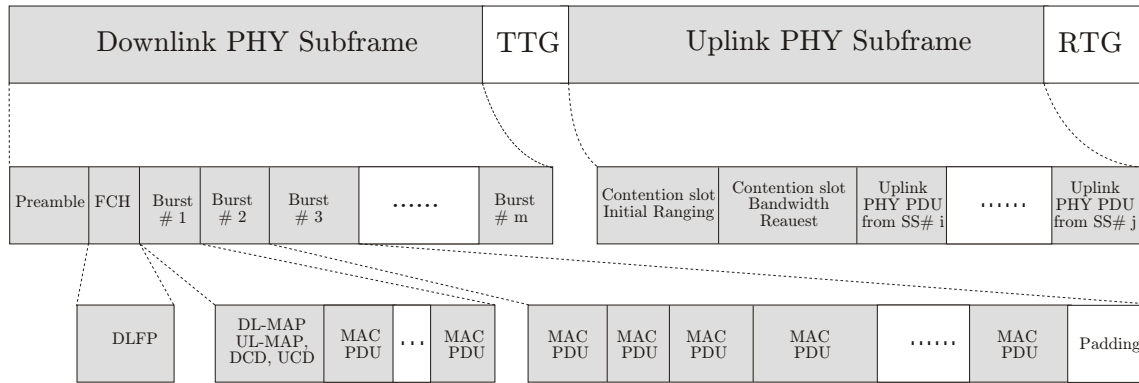 Downlink PHY Subframe
TTG
Uplink PHY Subframe
RTG
Preamble
FCH
Burst
# 1
Burst
# 2
Burst
# 3
......
Burst
# m
Contention slot
Initial Ranging
Contention slot
Bandwidth
Reauest
Uplink
PHY PDU
from SS# i
......
Uplink
PHY PDU
from SS# j
DLFP
DL-MAP
UL-MAP,
DCD, UCD
MAC
PDU
...
MAC
PDU
MAC
PDU
MAC
PDU
MAC
PDU
MAC
PDU
......
MAC
PDU
Padding